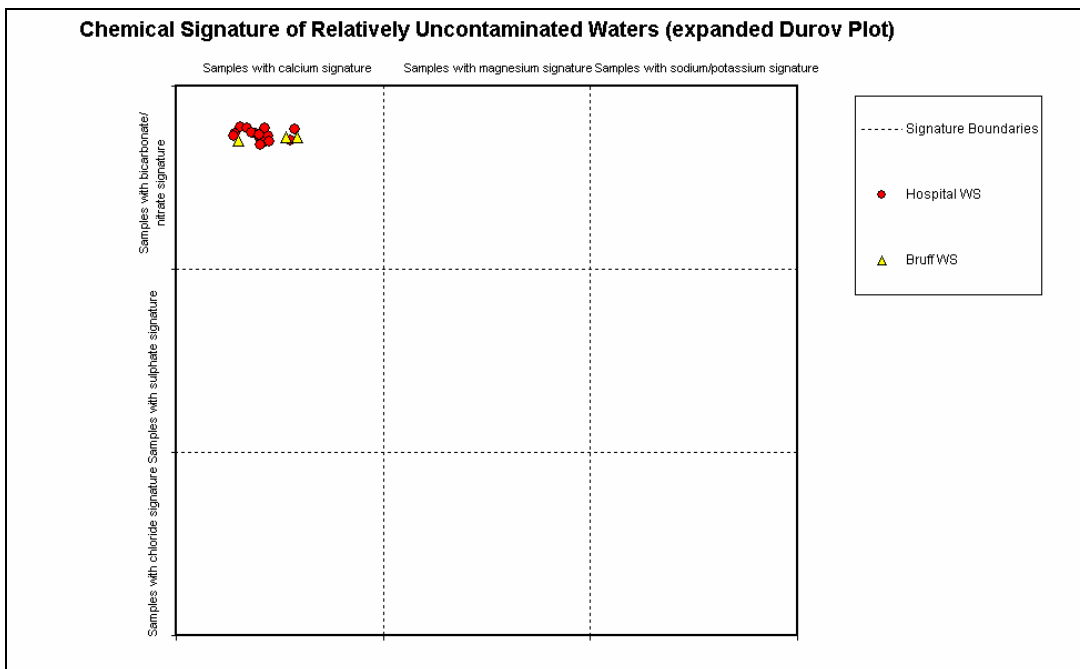 Chemical Signature of Relatively Uncontaminated Waters (expanded Durov Plot)
Samples with calcium signature
Samples with magnesium signature
Samples with sodium/potassium signature
Samples with bicarbonate/
nitrate signature
Samples with sulphate signature
Samples with chloride signature
Signature Boundaries
Hospital WS
Bruff WS